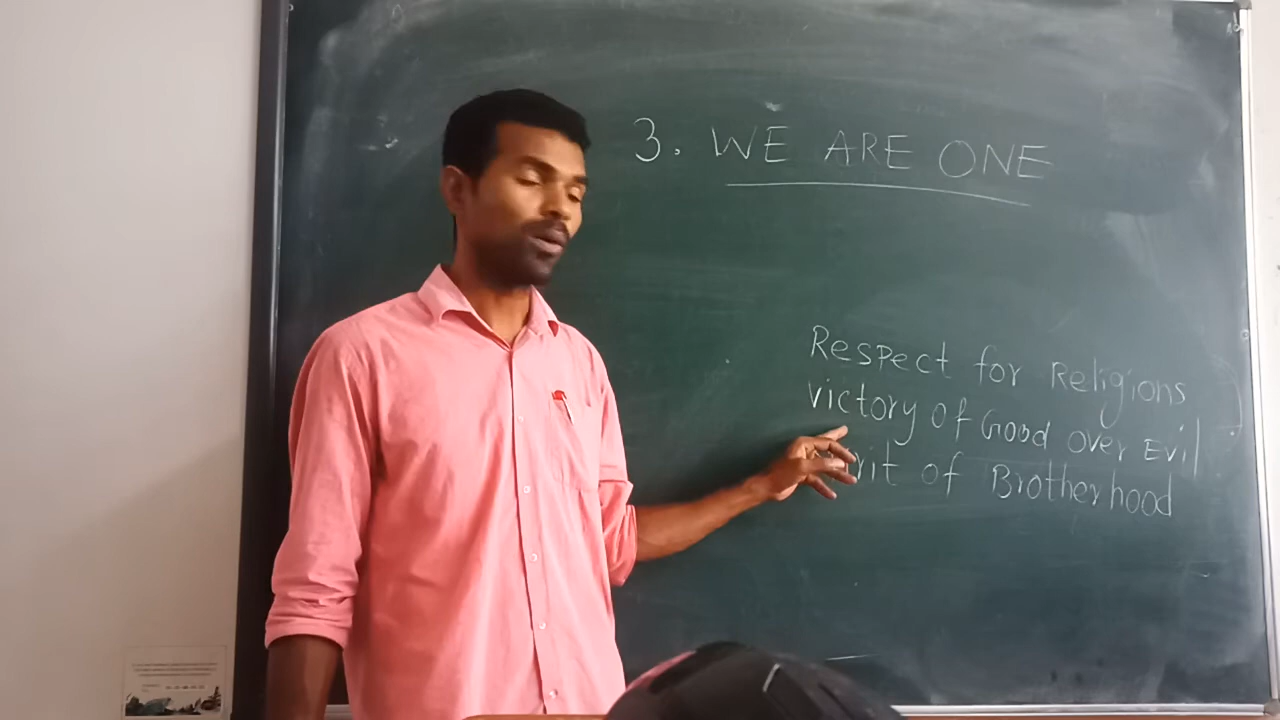 3. WE ARE ONE
Respect for Religions
victory of Good over Evil
of Brotherhood